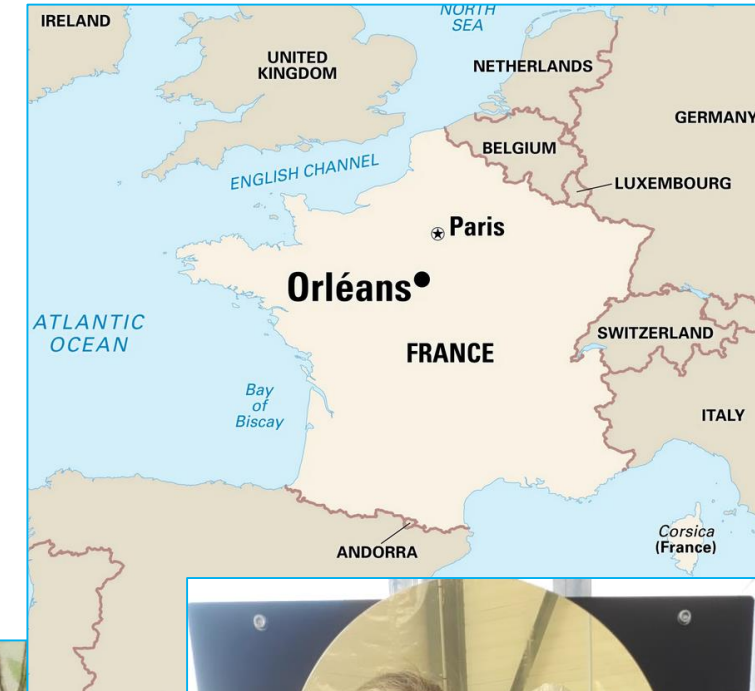 IRELAND
NORTH
SEA
UNITED
KINGDOM
NETHERLANDS
GERMANY
BELGIUM
ENGLISH CHANNEL
LUXEMBOURG
Paris
Orléans
ATLANTIC
OCEAN
SWITZERLAND
FRANCE
Bay
of
Biscay
ITALY
Corsica
(France)
ANDORRA